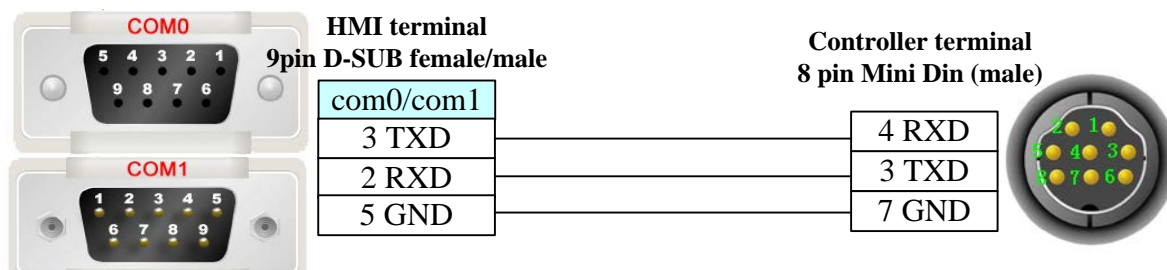 COM0
5 4 3 2 1
9 8 7 6
COM1
1 2 3 4 5
6 7 8 9
HMI terminal
9pin D-SUB female/male
com0/com1
3 TXD
2 RXD
5 GND
Controller terminal
8 pin Mini Din (male)
4 RXD
3 TXD
7 GND
2 1
5 4 3
8 7 6